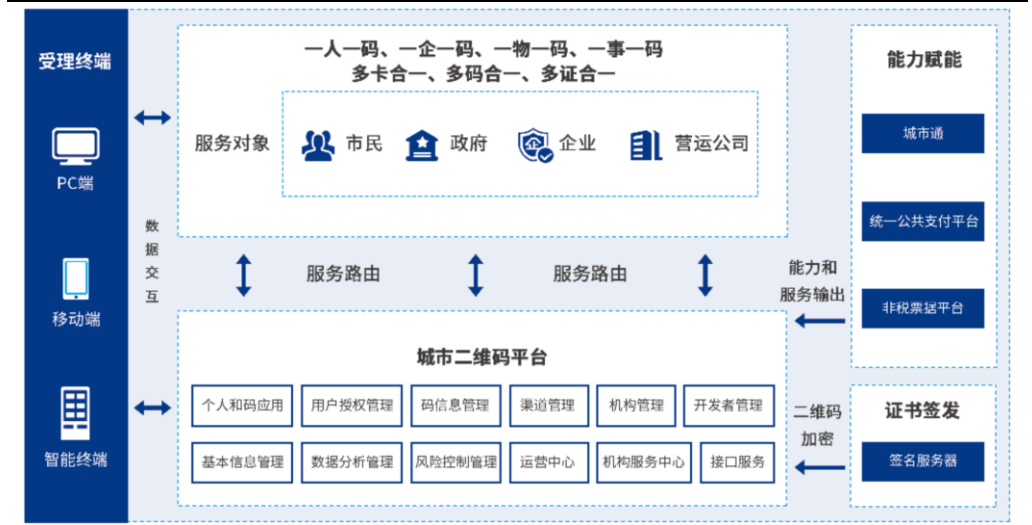 受理终端
PC端
移动端
智能终端
数
据
交
互
一人一码、一企一码、一物一码、一事一码
多卡合一、多码合一、多证合一
服务对象
市民
政府
企业
营运公司
服务路由
服务路由
能力和
服务输出
城市二维码平台
个人和码应用
用户授权管理
码信息管理
渠道管理
机构管理
开发者管理
基本信息管理
数据分析管理
风险控制管理
运营中心
机构服务中心
接口服务
二维码
加密
能力赋能
城市通
统一公共支付平台
非税票据平台
证书签发
签名服务器